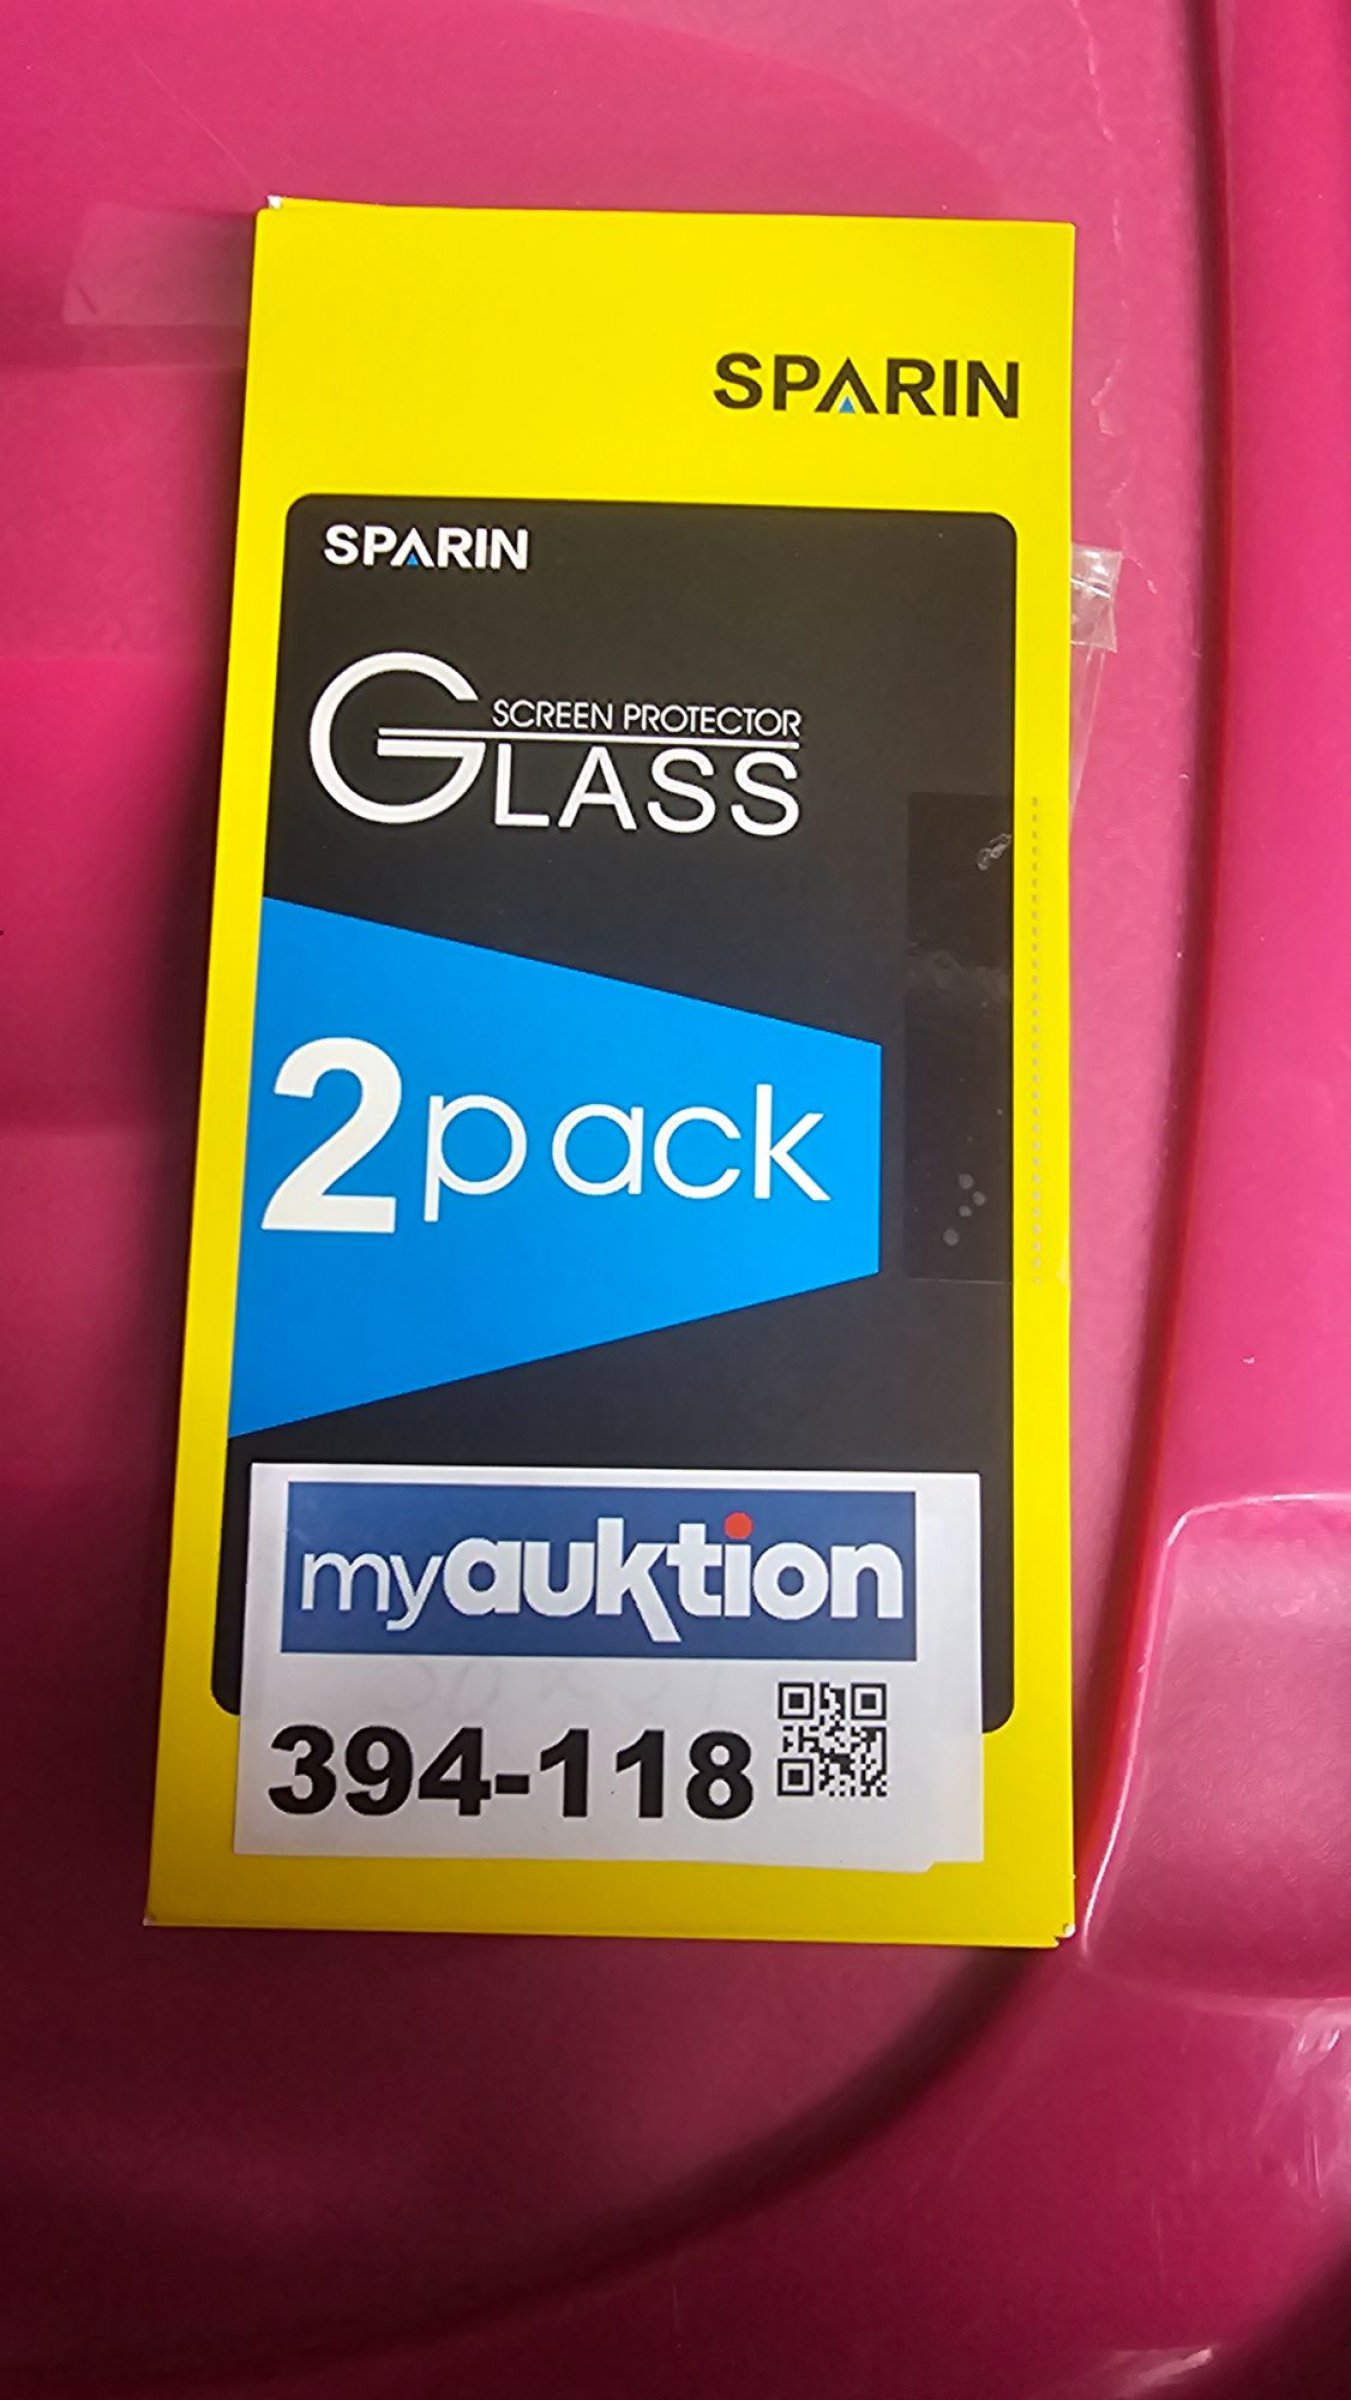 SPARIN
SPARIN
SCREEN PROTECTOR
GLASS
2pack
myauktion
394-118